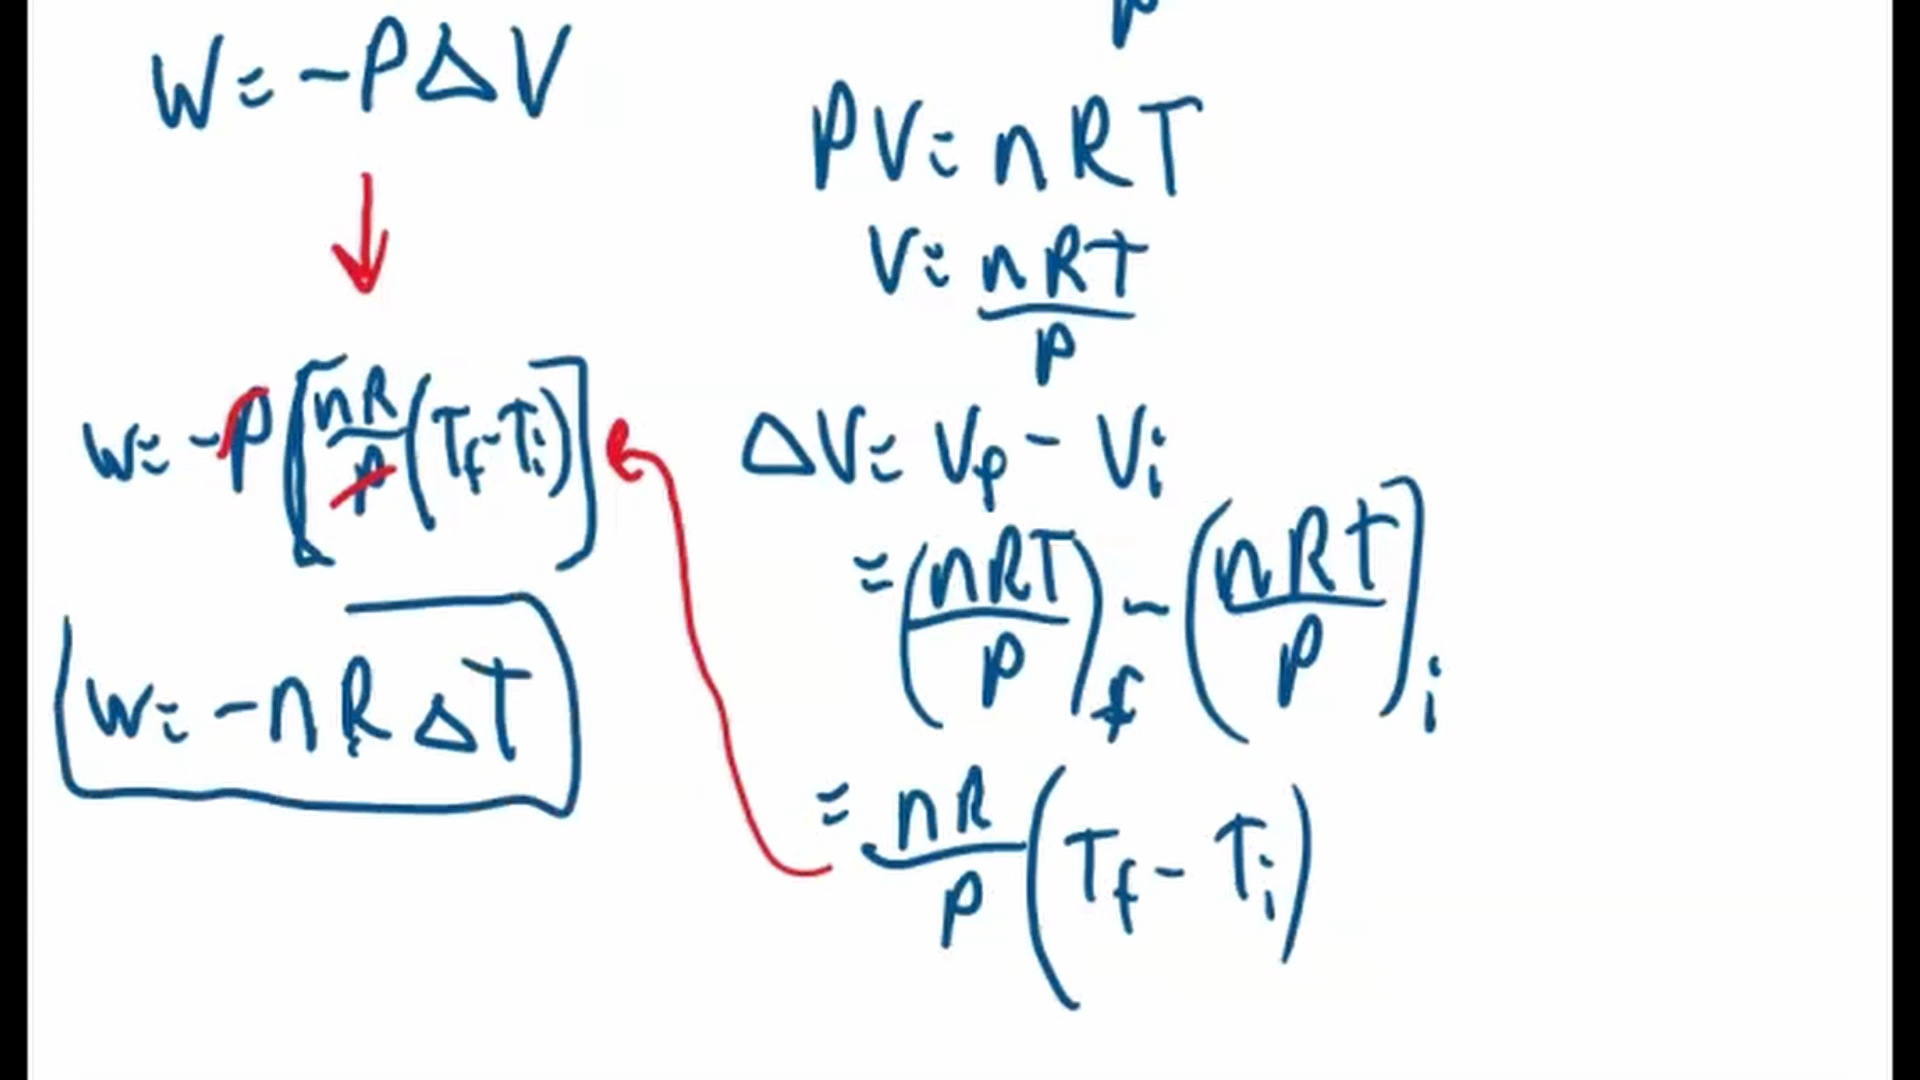 W = -PΔV
W = -P[nR/P (Tf - Ti)]
W = -nRΔT
P
PV = nRT
V = nRT/P
ΔV = Vf - Vi
= (nRT/P)f - (nRT/P)i
= nR/P (Tf - Ti)